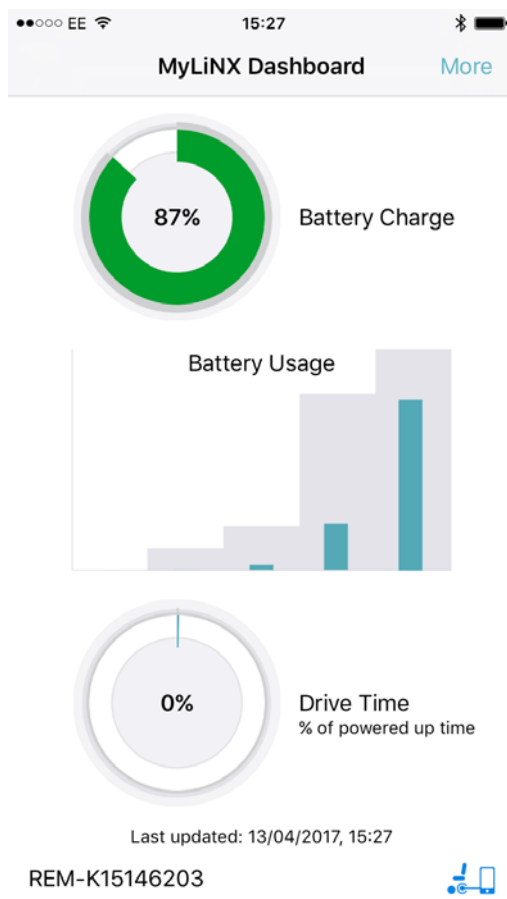 EE 15:27
MyLiNX Dashboard More
87%
Battery Charge
Battery Usage
0%
Drive Time
% of powered up time
Last updated: 13/04/2017, 15:27
REM-K15146203